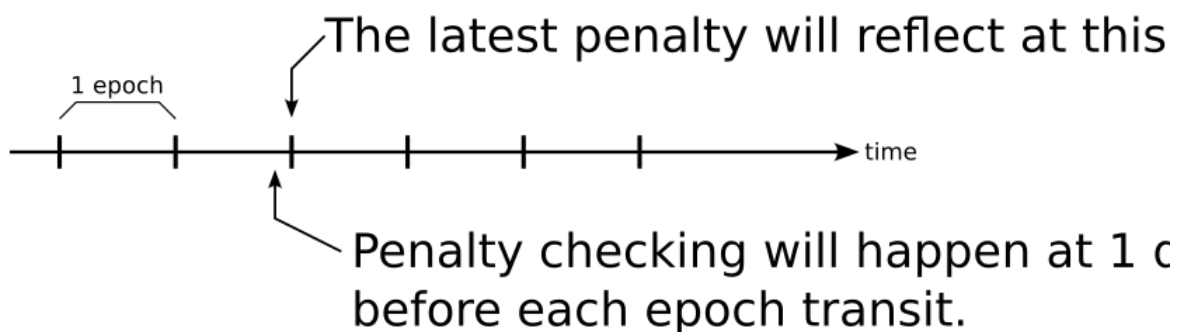 The latest penalty will reflect at this
1 epoch
time
Penalty checking will happen at 1
before each epoch transit.